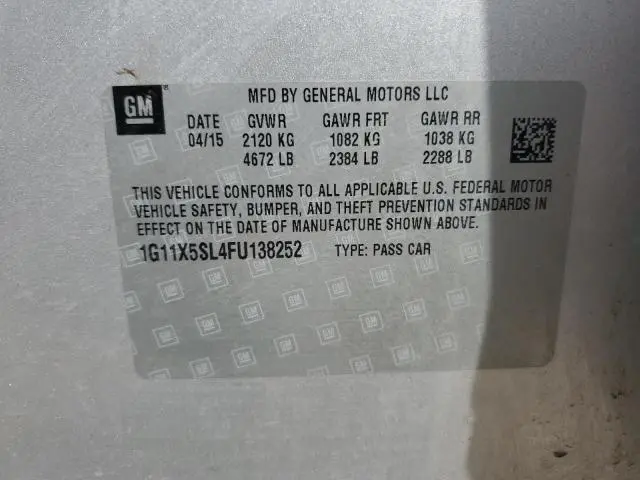 GM ®
MFD BY GENERAL MOTORS LLC
DATE GVWR GAWR FRT GAWR RR
04/15 2120 KG 1082 KG 1038 KG
4672 LB 2384 LB 2288 LB
THIS VEHICLE CONFORMS TO ALL APPLICABLE U.S. FEDERAL MOTOR
VEHICLE SAFETY, BUMPER, AND THEFT PREVENTION STANDARDS IN
EFFECT ON THE DATE OF MANUFACTURE SHOWN ABOVE.
1G11X5SL4FU138252 TYPE: PASS CAR